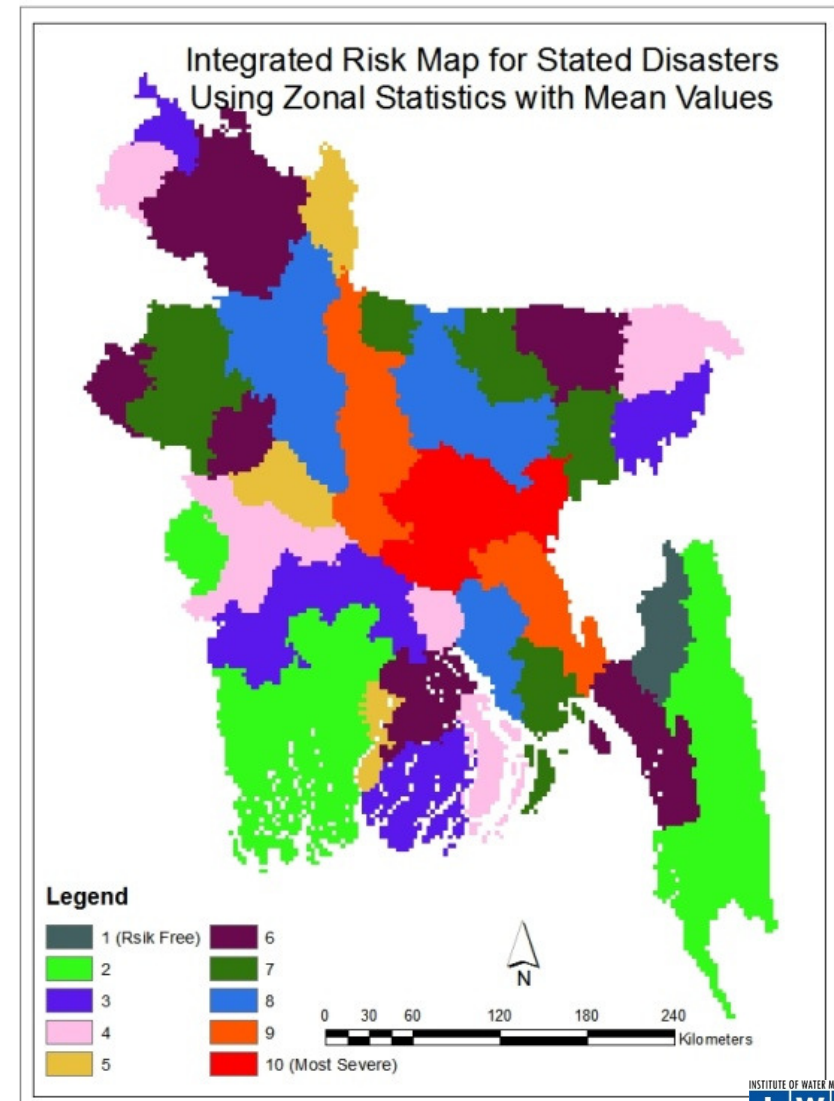 Integrated Risk Map for Stated Disasters
Using Zonal Statistics with Mean Values
Legend
1 (Rsik Free)
2
3
4
5
6
7
8
9
10 (Most Severe)
N
0 30 60 120 180 240
Kilometers
INSTITUTE OF WATER M